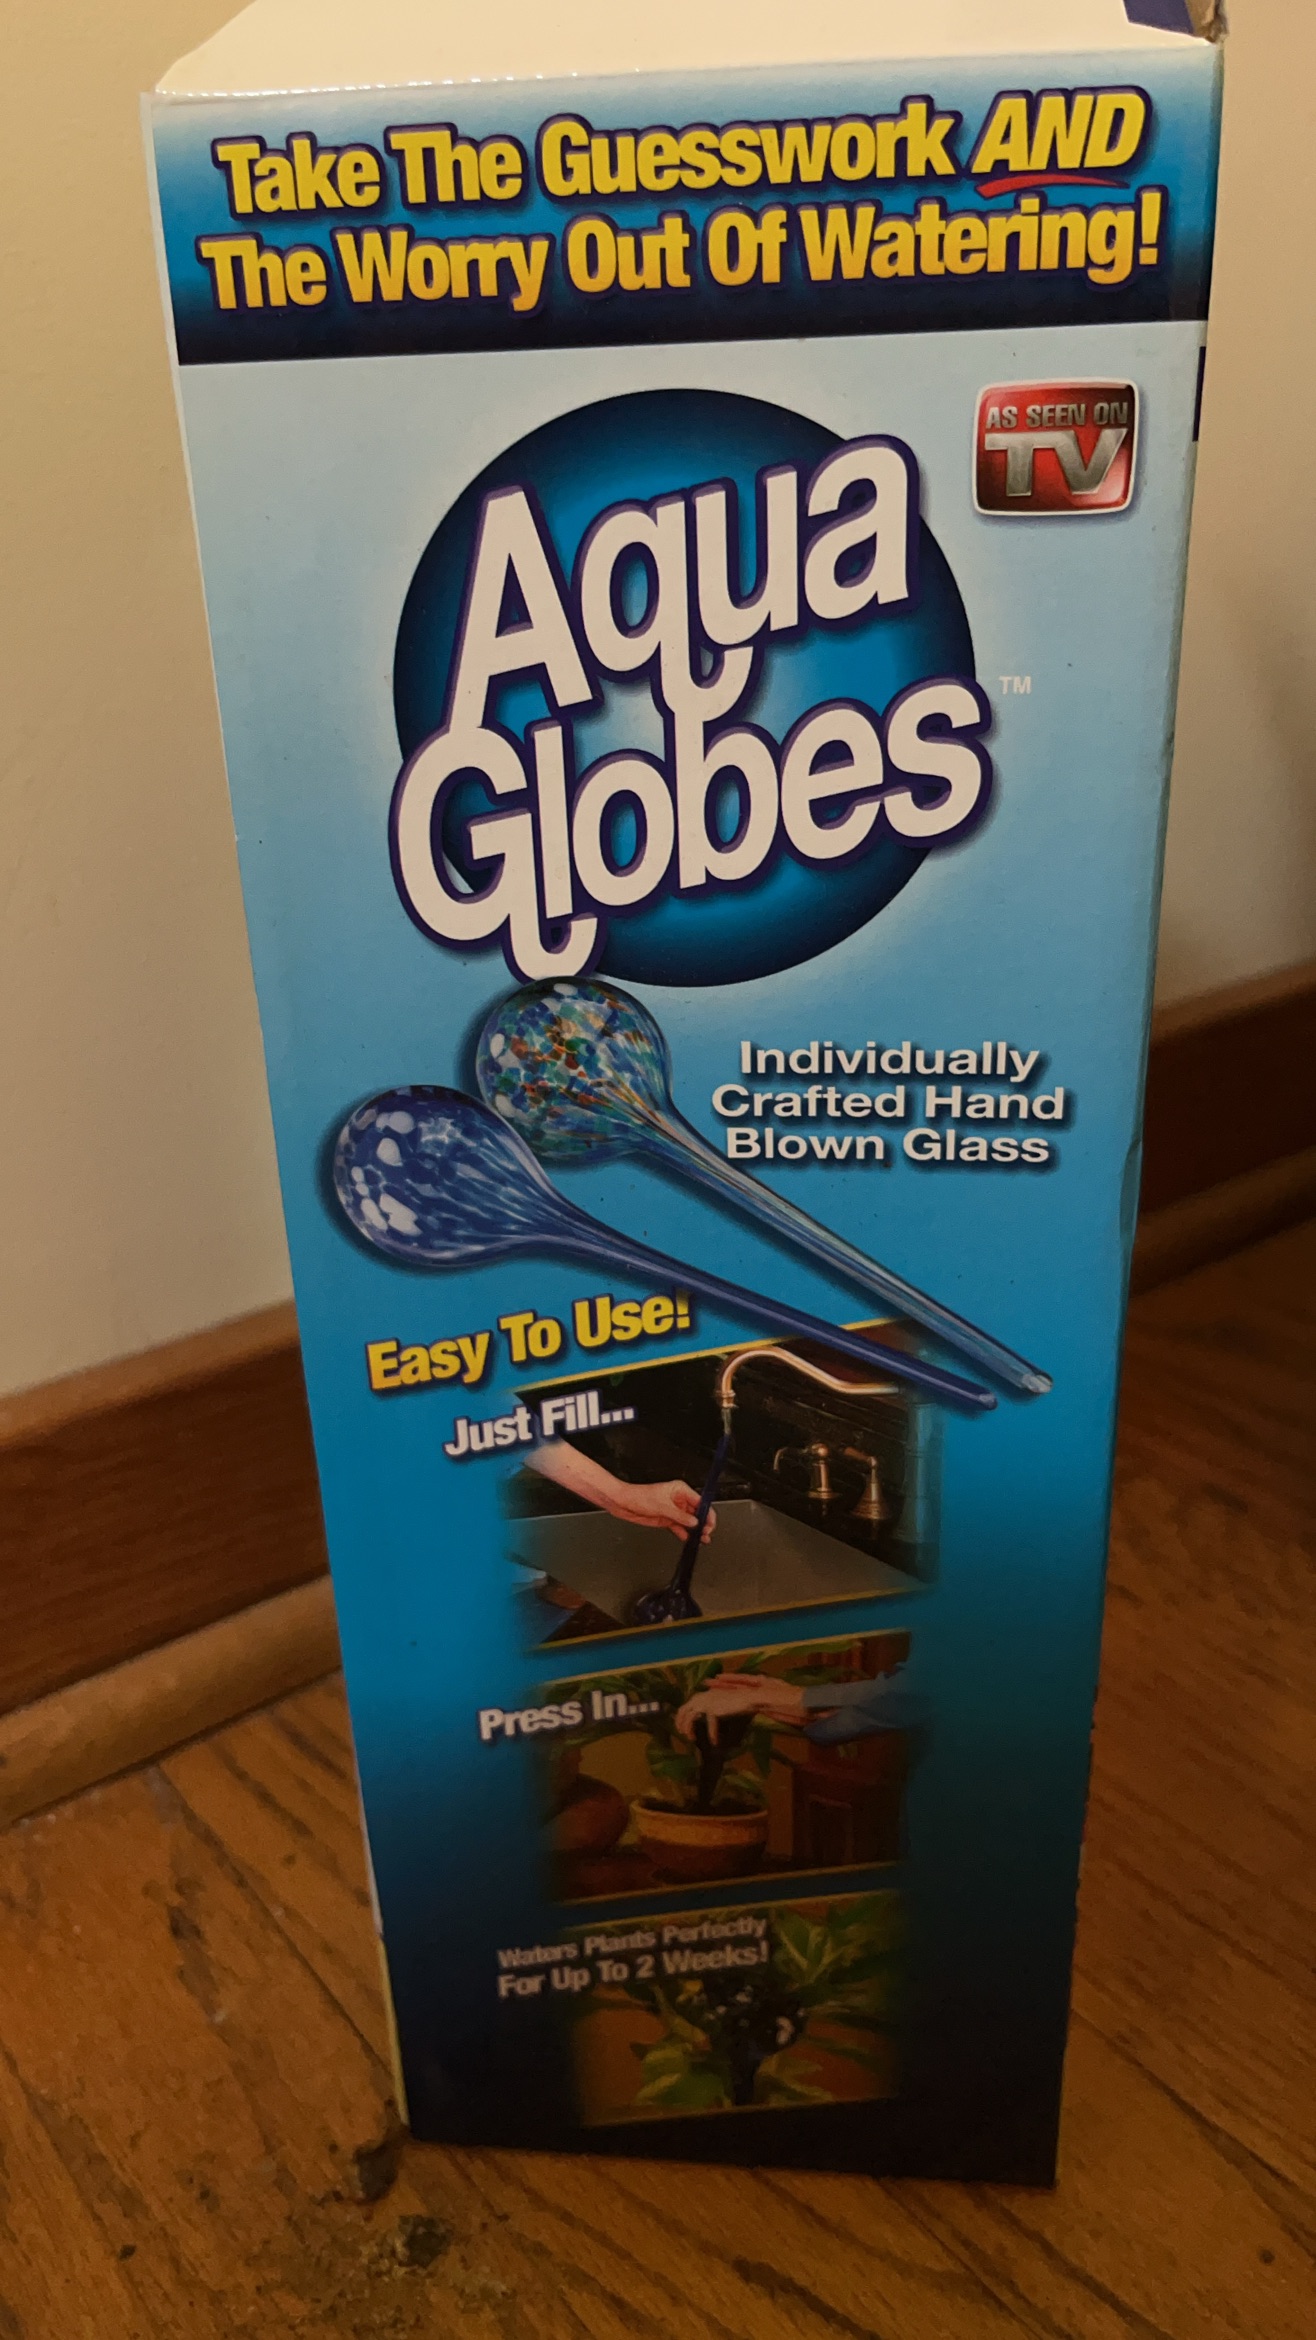 Take The Guesswork AND
The Worry Out Of Watering!
AS SEEN ON
TV
Aqua
Globes
TM
Individually
Crafted Hand
Blown Glass
Easy To Use!
Just Fill...
Press In...
Waters Plants Perfectly
For Up To 2 Weeks!